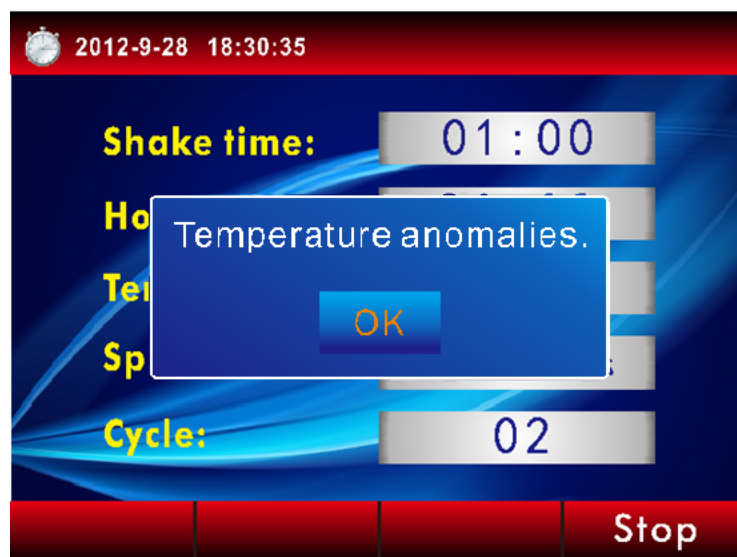 2012-9-28 18:30:35
Shake time: 01:00
Temperature anomalies.
OK
Cycle: 02
Stop